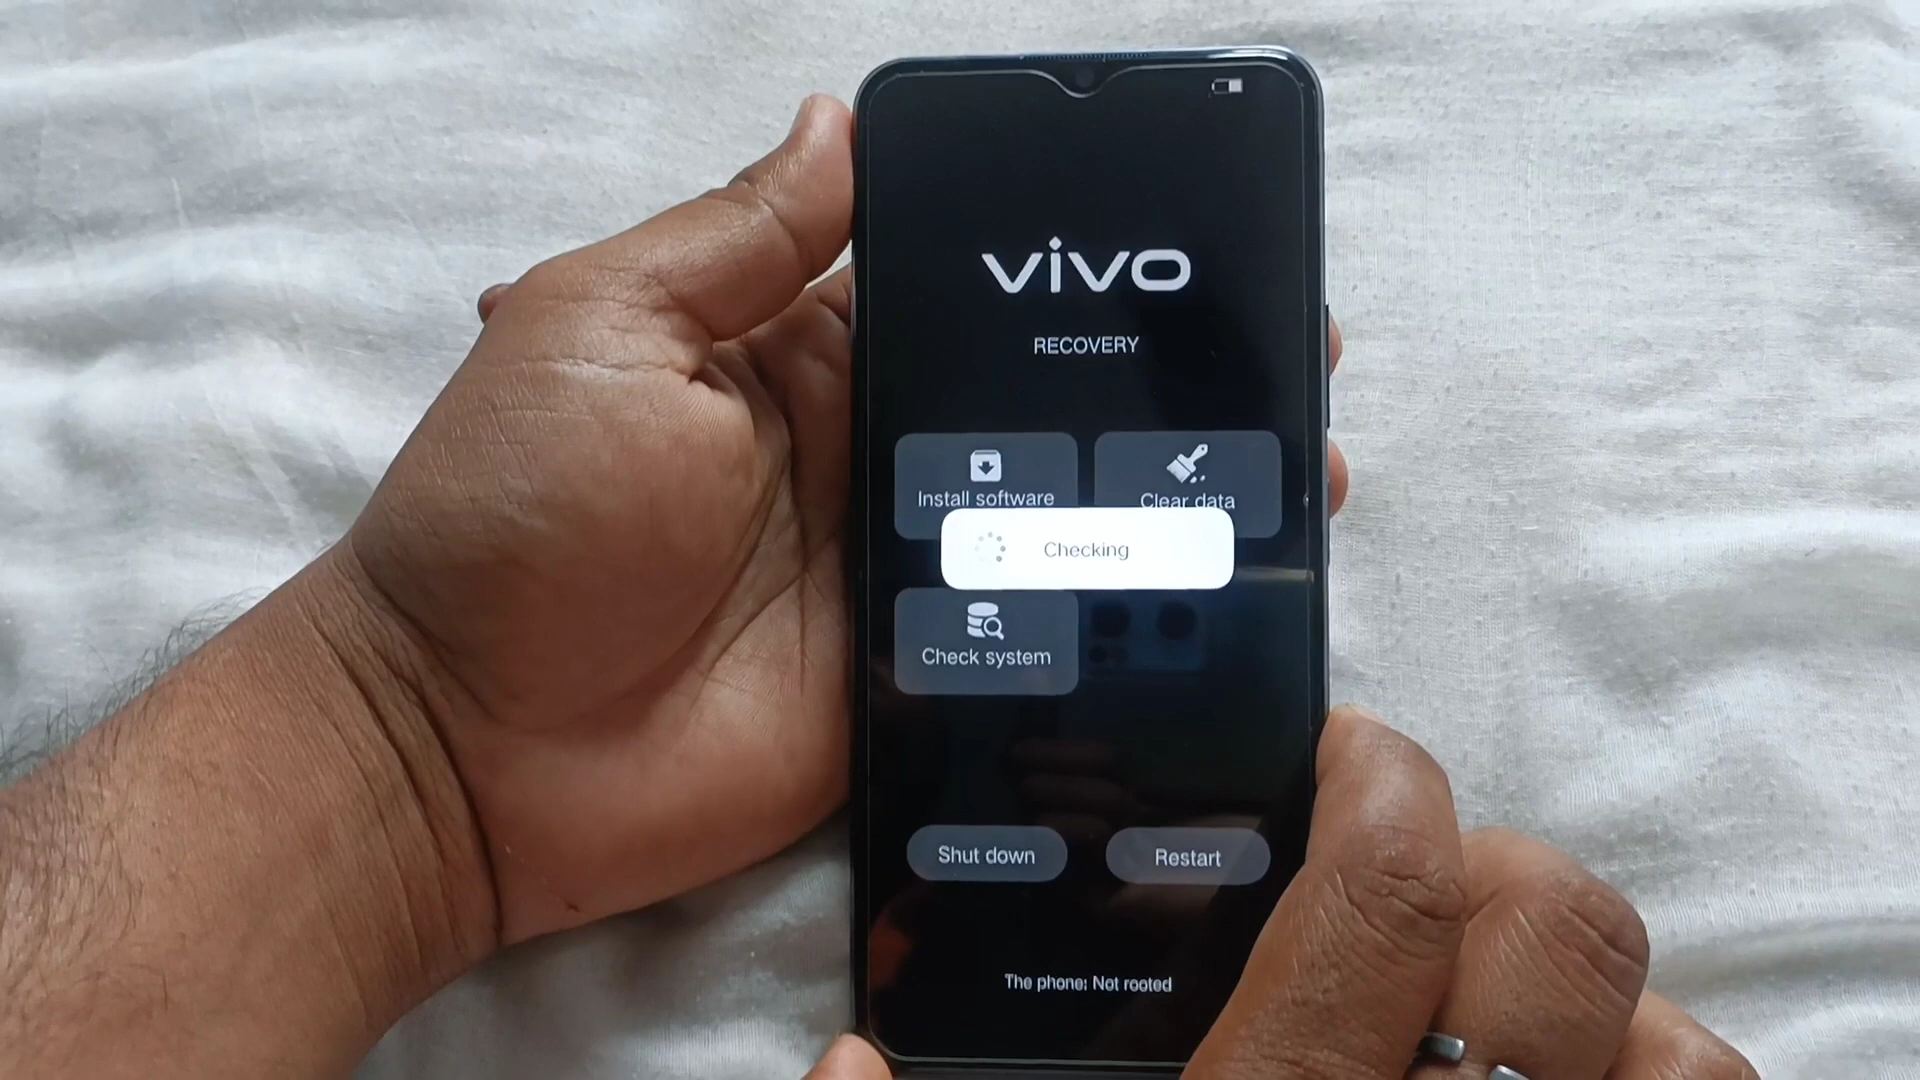 vivo
RECOVERY
Install software
Clear data
Checking
Check system
Shut down
Restart
The phone: Not rooted